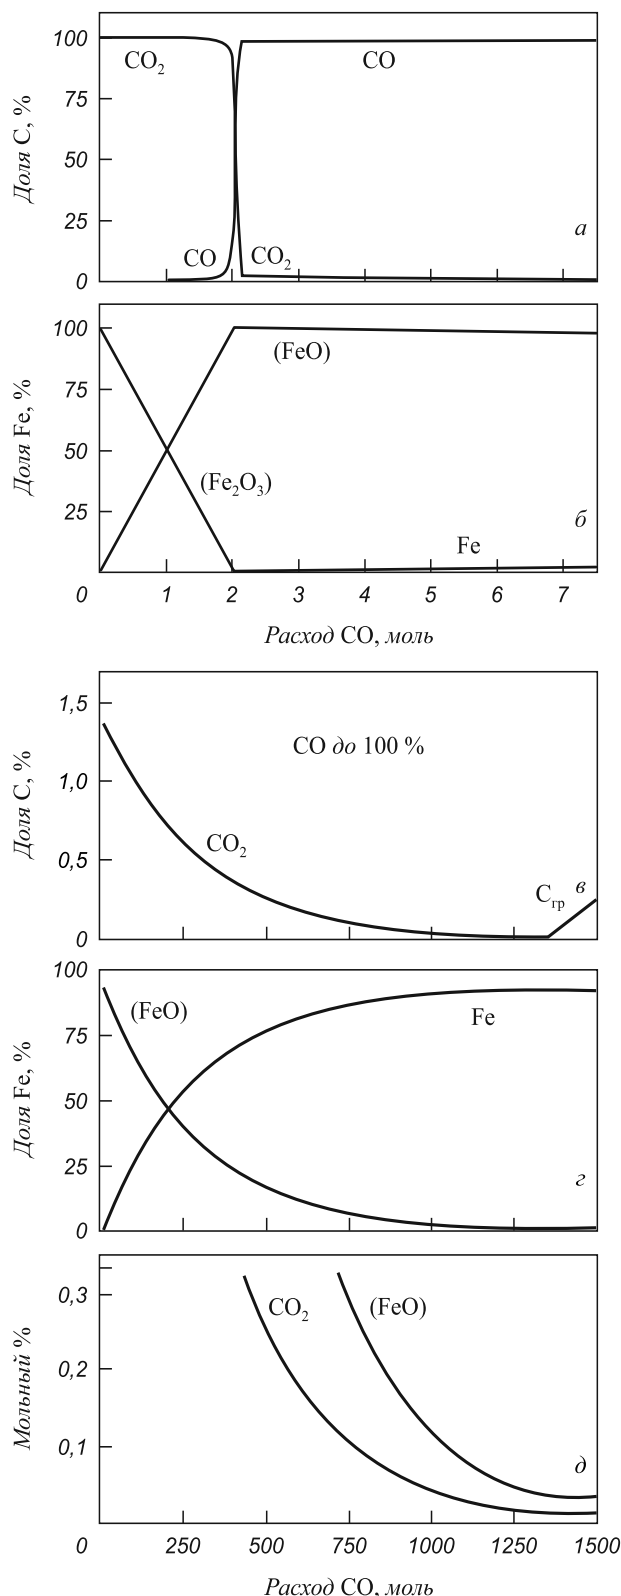 100
CO₂
CO
75
50
Доля C, %
25
а
CO
CO₂
0
100
(FeO)
75
50
Доля Fe, %
(Fe₂O₃)
25
б
Fe
0 1 2 3 4 5 6 7
Расход CO, моль
1,5
CO до 100 %
1,0
Доля C, %
CO₂
0,5
Cгр
в
0
100
(FeO)
Fe
75
50
Доля Fe, %
25
г
0
0,3
CO₂
(FeO)
0,2
Мольный %
0,1
д
0 250 500 750 1000 1250 1500
Расход CO, моль